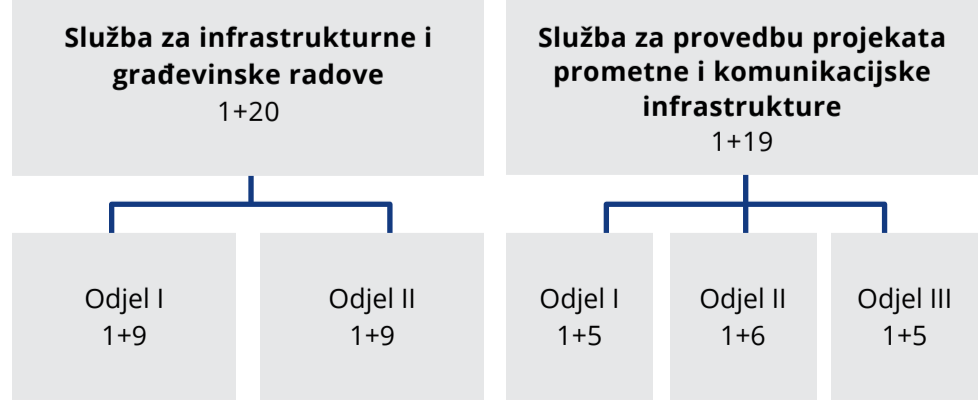 Služba za infrastrukturne i
građevinske radove
1+20
Služba za provedbu projekata
prometne i komunikacijske
infrastrukture
1+19
Odjel I
1+9
Odjel II
1+9
Odjel I
1+5
Odjel II
1+6
Odjel III
1+5